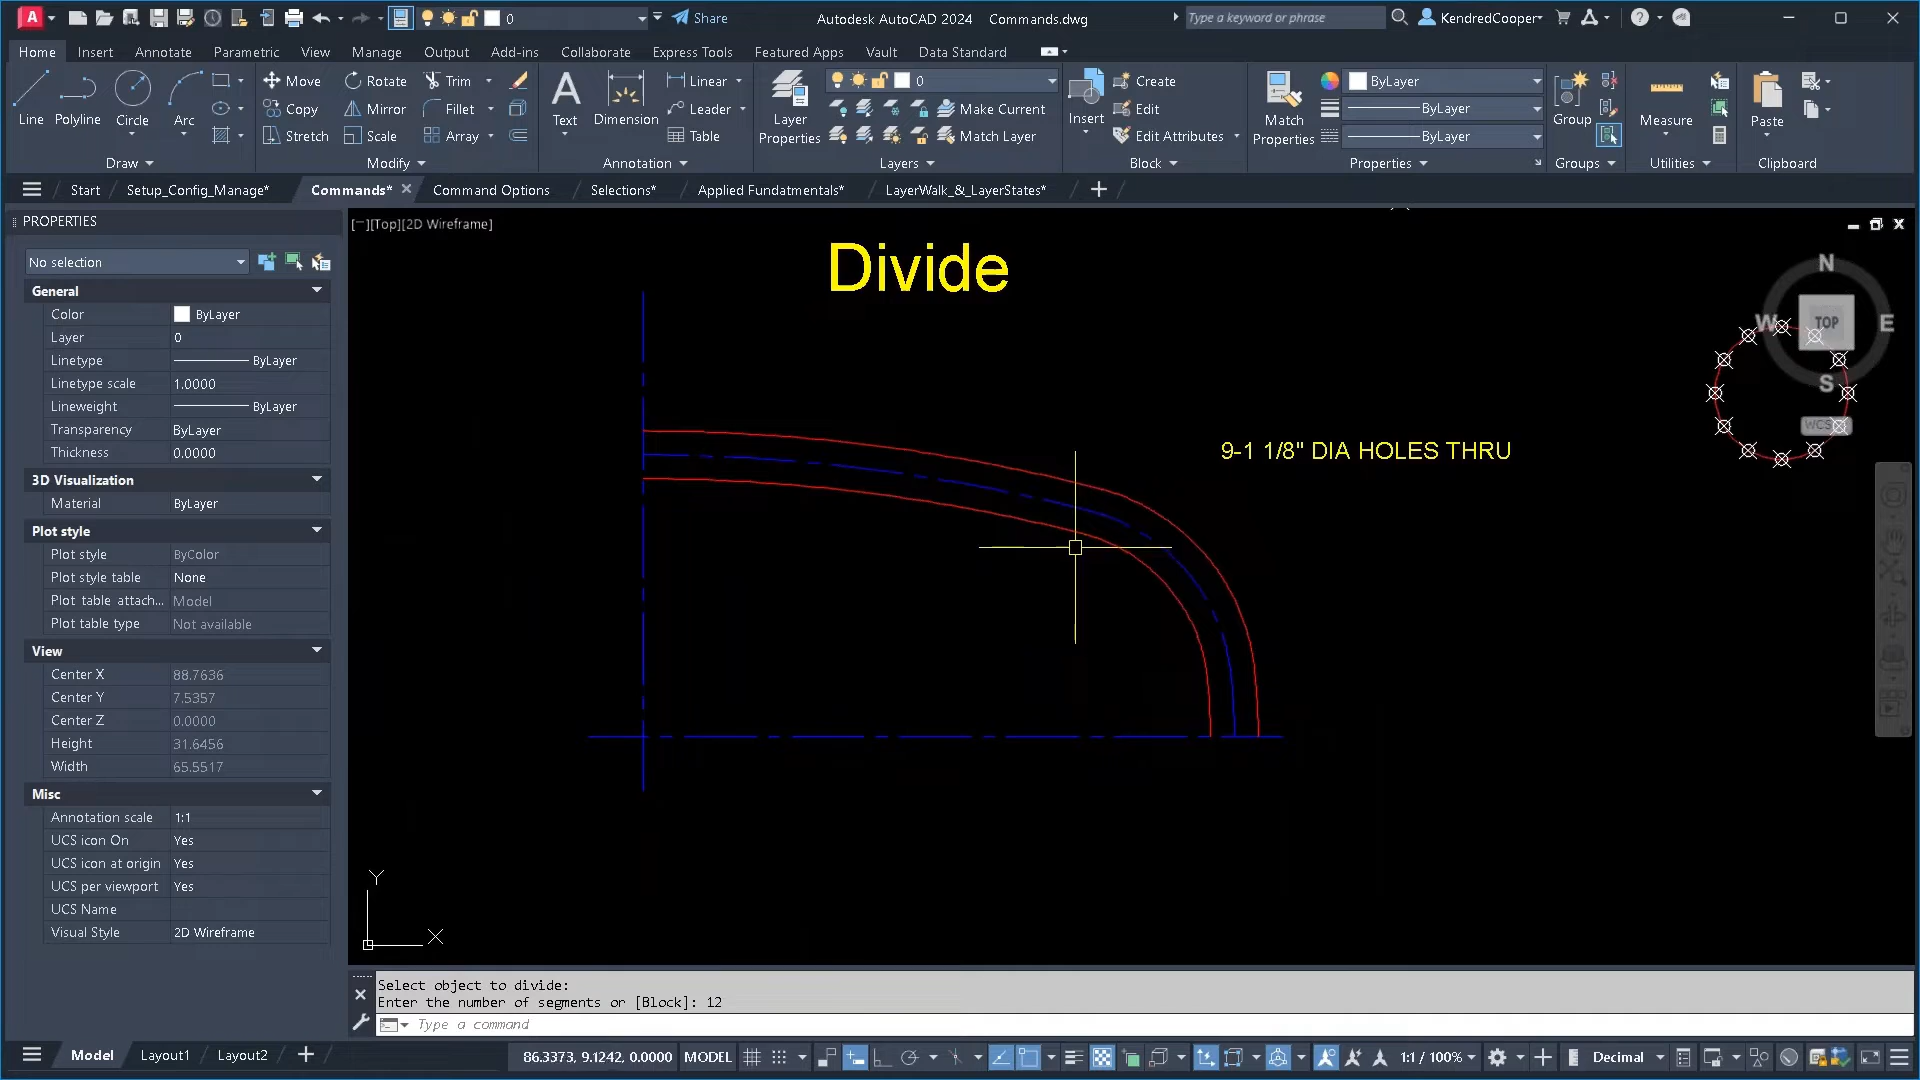 A
0
Share
Autodesk AutoCAD 2024 Commands.dwg
Type a keyword or phrase
KendredCooper
Home Insert Annotate Parametric View Manage Output Add-ins Collaborate Express Tools Featured Apps Vault Data Standard
Line Polyline Circle Arc
Draw
Move Rotate Trim
Copy Mirror Fillet
Stretch Scale Array
Modify
Text Dimension
Linear
Leader
Table
Annotation
Layer Properties
0
Make Current
Match Layer
Layers
Insert
Create
Edit
Edit Attributes
Block
Match Properties
ByLayer
ByLayer
ByLayer
Properties
Group
Groups
Measure
Utilities
Paste
Clipboard
Start Setup_Config_Manage* Commands* Command Options Selections* Applied Fundatmentals* LayerWalk_&_LayerStates*
PROPERTIES
No selection
General
Color ByLayer
Layer 0
Linetype ByLayer
Linetype scale 1.0000
Lineweight ByLayer
Transparency ByLayer
Thickness 0.0000
3D Visualization
Material ByLayer
Plot style
Plot style ByColor
Plot style table None
Plot table attach... Model
Plot table type Not available
View
Center X 88.7636
Center Y 7.5357
Center Z 0.0000
Height 31.6456
Width 65.5517
Misc
Annotation scale 1:1
UCS icon On Yes
UCS icon at origin Yes
UCS per viewport Yes
UCS Name
Visual Style 2D Wireframe
[−][Top][2D Wireframe]
Divide
9-1 1/8" DIA HOLES THRU
N
W TOP E
S
WCS
Y
X
Select object to divide:
Enter the number of segments or [Block]: 12
Type a command
Model Layout1 Layout2
86.3373, 9.1242, 0.0000 MODEL
1:1 / 100%
Decimal